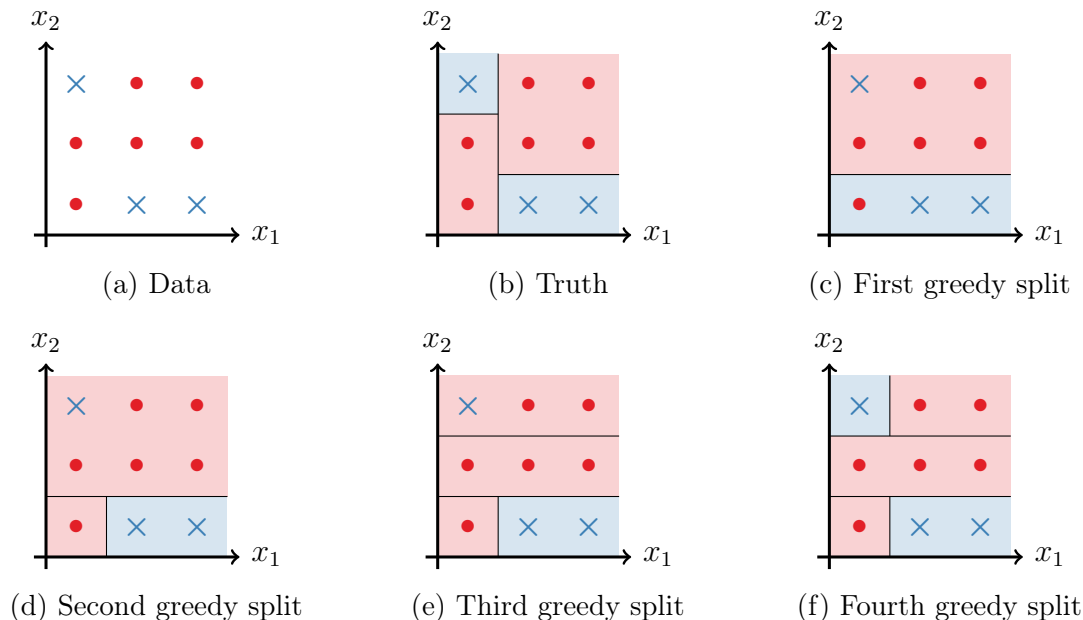 x₂ x₂ x₂
x₁ x₁ x₁
(a) Data (b) Truth (c) First greedy split
x₂ x₂ x₂
x₁ x₁ x₁
(d) Second greedy split (e) Third greedy split (f) Fourth greedy split